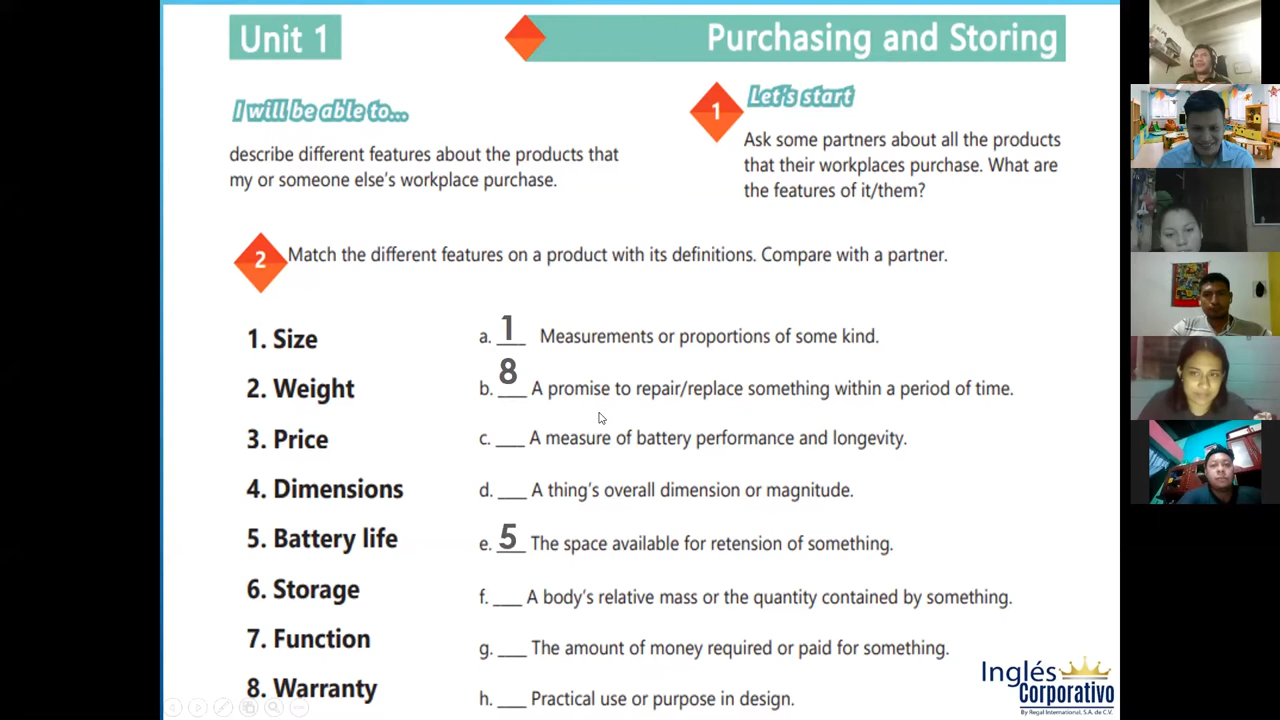 Unit 1
Purchasing and Storing
I will be able to...
describe different features about the products that
my or someone else's workplace purchase.
1
Let's start
Ask some partners about all the products
that their workplaces purchase. What are
the features of it/them?
2
Match the different features on a product with its definitions. Compare with a partner.
1. Size
2. Weight
3. Price
4. Dimensions
5. Battery life
6. Storage
7. Function
8. Warranty
a. 1 Measurements or proportions of some kind.
b. 8 A promise to repair/replace something within a period of time.
c. ___ A measure of battery performance and longevity.
d. ___ A thing's overall dimension or magnitude.
e. 5 The space available for retension of something.
f. ___ A body's relative mass or the quantity contained by something.
g. ___ The amount of money required or paid for something.
h. ___ Practical use or purpose in design.
Inglés
Corporativo
By Regal International, S.A. de C.V.